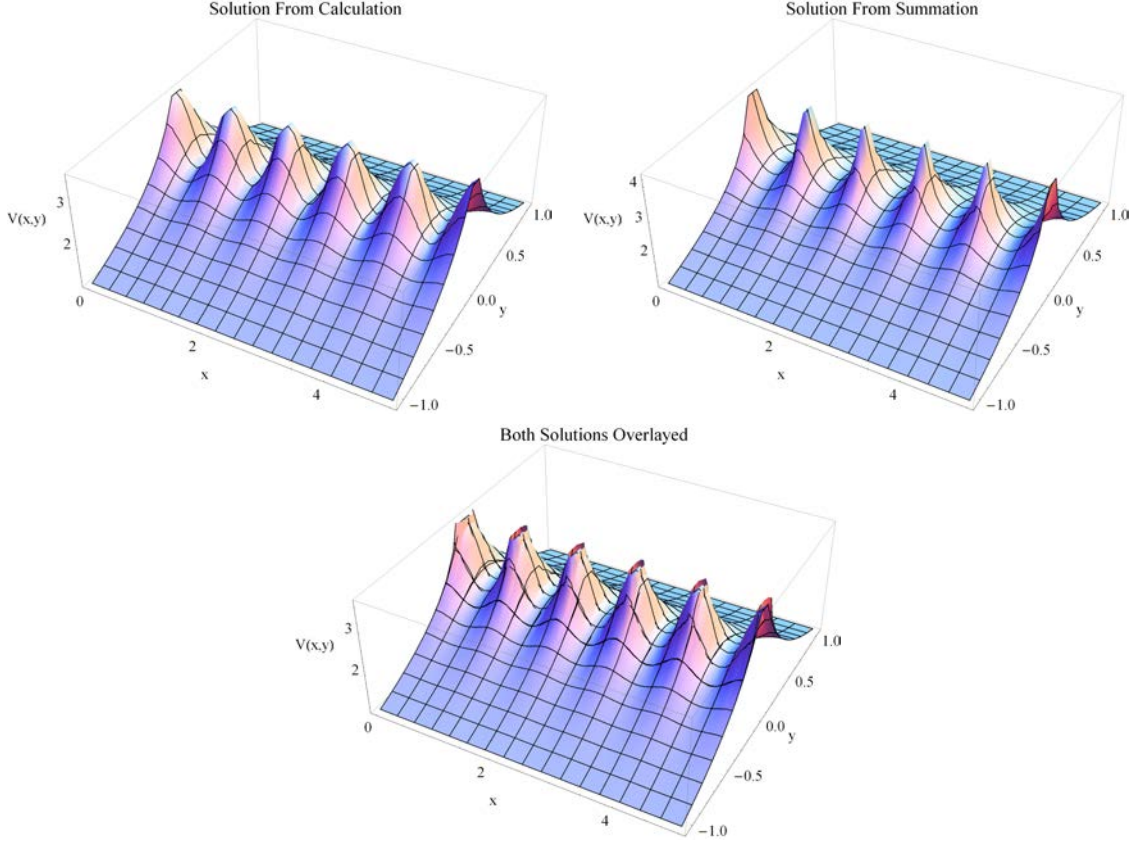 Solution From Calculation
3
V(x,y)
2
0
2
x
4
1.0
0.5
0.0
y
−0.5
−1.0
Solution From Summation
4
V(x,y)
3
2
0
2
x
4
1.0
0.5
0.0
y
−0.5
−1.0
Both Solutions Overlayed
3
V(x,y)
2
0
2
x
4
1.0
0.5
0.0
y
−0.5
−1.0